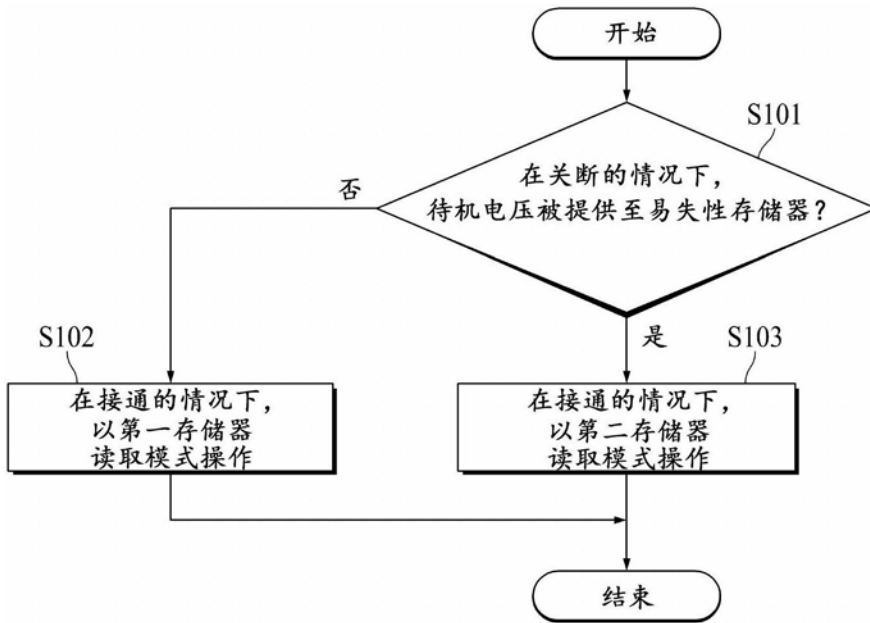 开始
S101
在关断的情况下，
待机电压被提供至易失性存储器？
否
是
S102
在接通的情况下，
以第一存储器
读取模式操作
S103
在接通的情况下，
以第二存储器
读取模式操作
结束